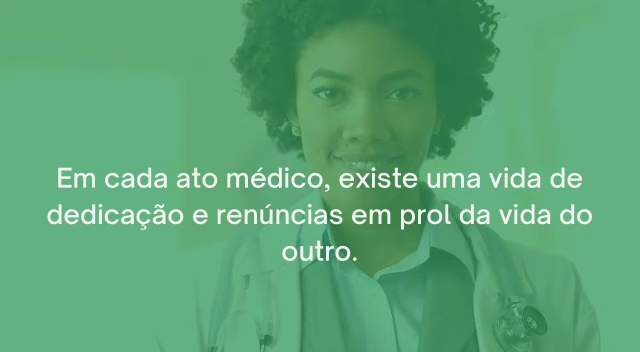 Em cada ato médico, existe uma vida de
dedicação e renúncias em prol da vida do
outro.